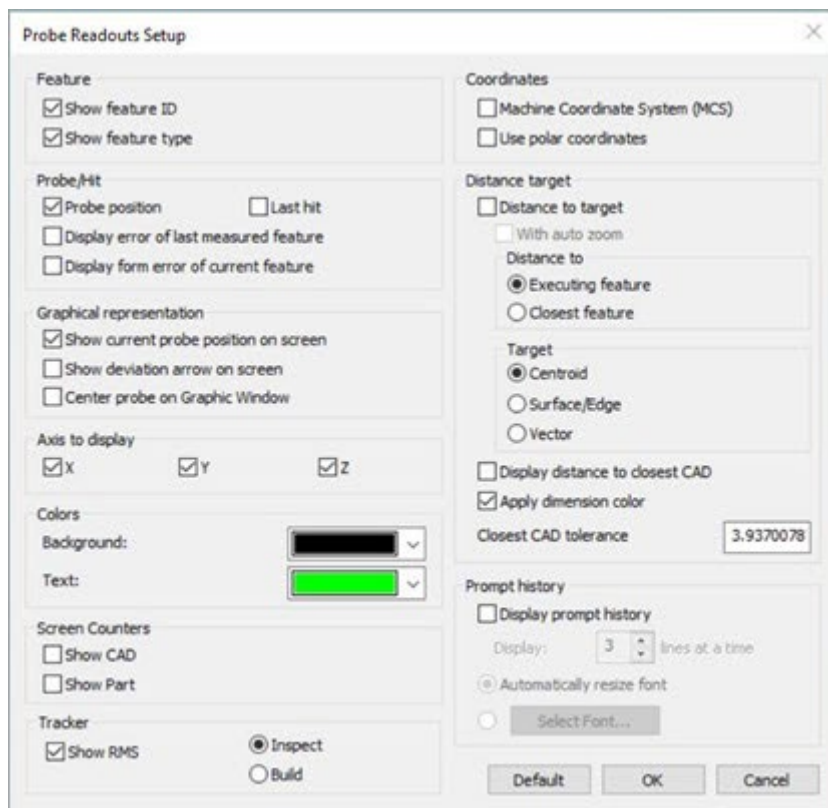 Probe Readouts Setup
Feature
Show feature ID
Show feature type
Probe/Hit
Probe position Last hit
Display error of last measured feature
Display form error of current feature
Graphical representation
Show current probe position on screen
Show deviation arrow on screen
Center probe on Graphic Window
Axis to display
X Y Z
Colors
Background:
Text:
Screen Counters
Show CAD
Show Part
Tracker
Show RMS Inspect
Build
Coordinates
Machine Coordinate System (MCS)
Use polar coordinates
Distance target
Distance to target
With auto zoom
Distance to
Executing feature
Closest feature
Target
Centroid
Surface/Edge
Vector
Display distance to closest CAD
Apply dimension color
Closest CAD tolerance 3.9370078
Prompt history
Display prompt history
Display: 3 lines at a time
Automatically resize font
Select Font...
Default OK Cancel